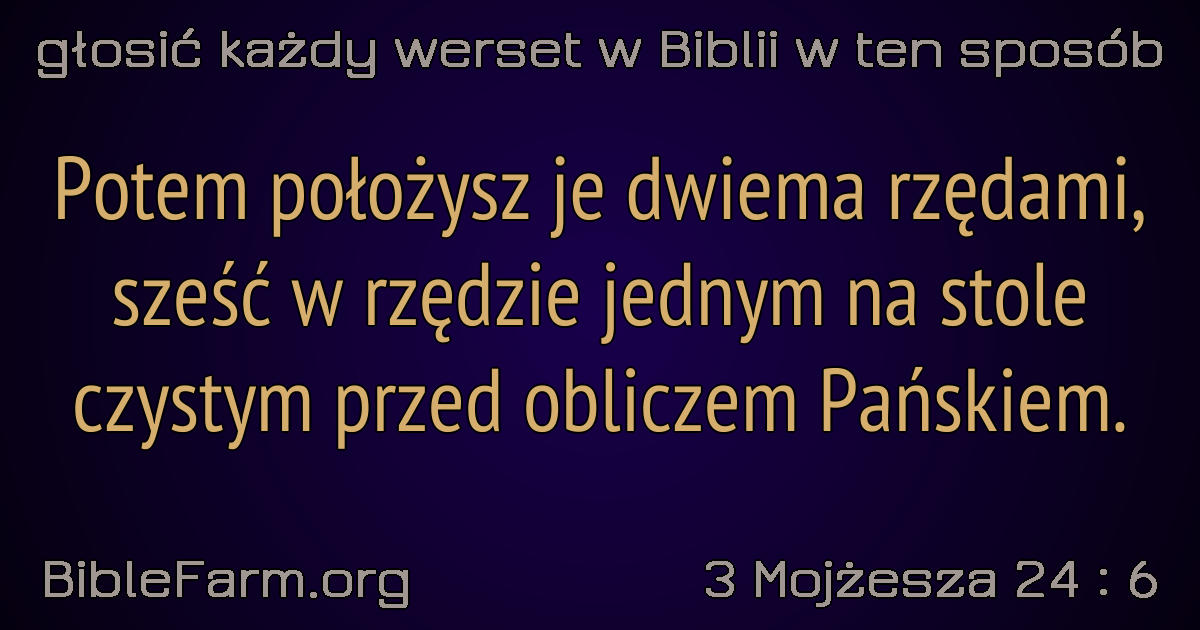 głosić każdy werset w Biblii w ten sposób
Potem położysz je dwiema rzędami,
sześć w rzędzie jednym na stole
czystym przed obliczem Pańskiem.
BibleFarm.org
3 Mojżesza 24 : 6